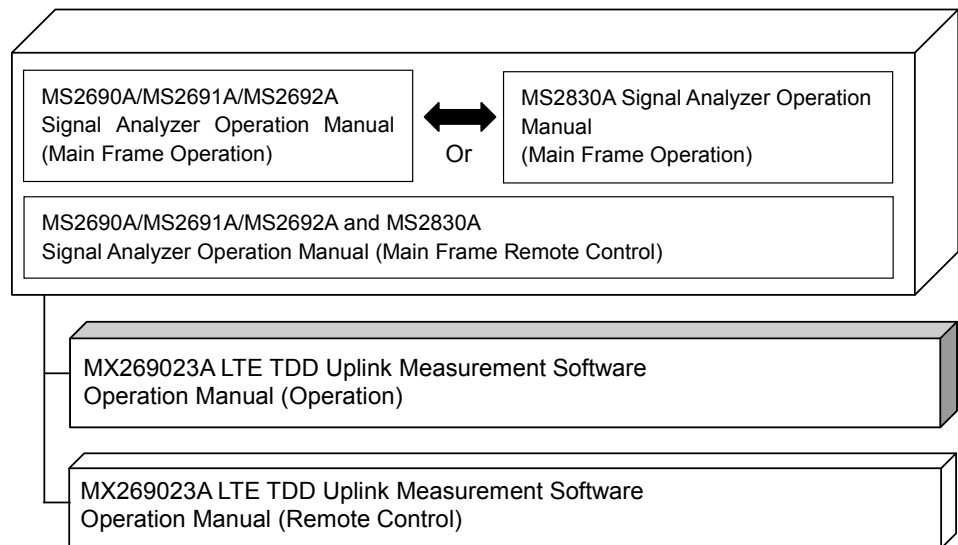 MS2690A/MS2691A/MS2692A
Signal Analyzer Operation Manual
(Main Frame Operation)
Or
MS2830A Signal Analyzer Operation
Manual
(Main Frame Operation)
MS2690A/MS2691A/MS2692A and MS2830A
Signal Analyzer Operation Manual (Main Frame Remote Control)
MX269023A LTE TDD Uplink Measurement Software
Operation Manual (Operation)
MX269023A LTE TDD Uplink Measurement Software
Operation Manual (Remote Control)